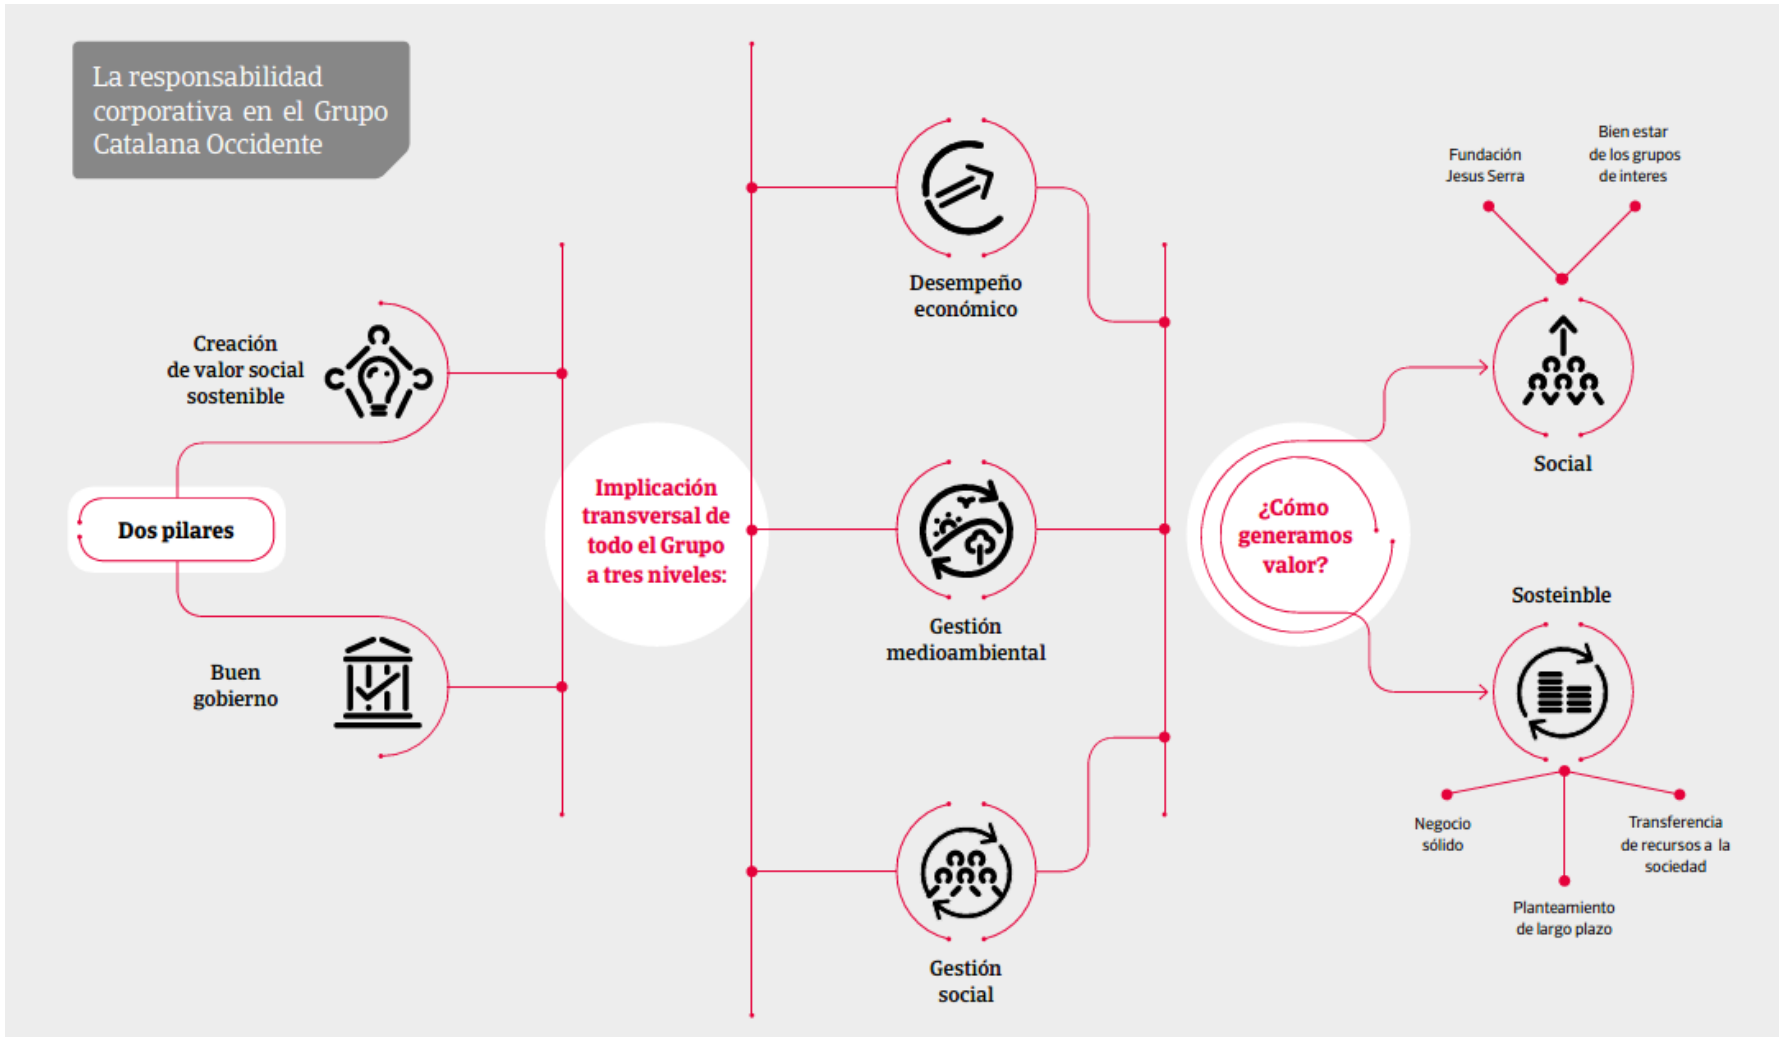 La responsabilidad
corporativa en el Grupo
Catalana Occidente
Creación
de valor social
sostenible
Dos pilares
Buen
gobierno
Implicación
transversal de
todo el Grupo
a tres niveles:
Desempeño
económico
Gestión
medioambiental
Gestión
social
¿Cómo
generamos
valor?
Fundación
Jesus Serra
Bien estar
de los grupos
de interes
Social
Sosteinble
Negocio
sólido
Planteamiento
de largo plazo
Transferencia
de recursos a la
sociedad